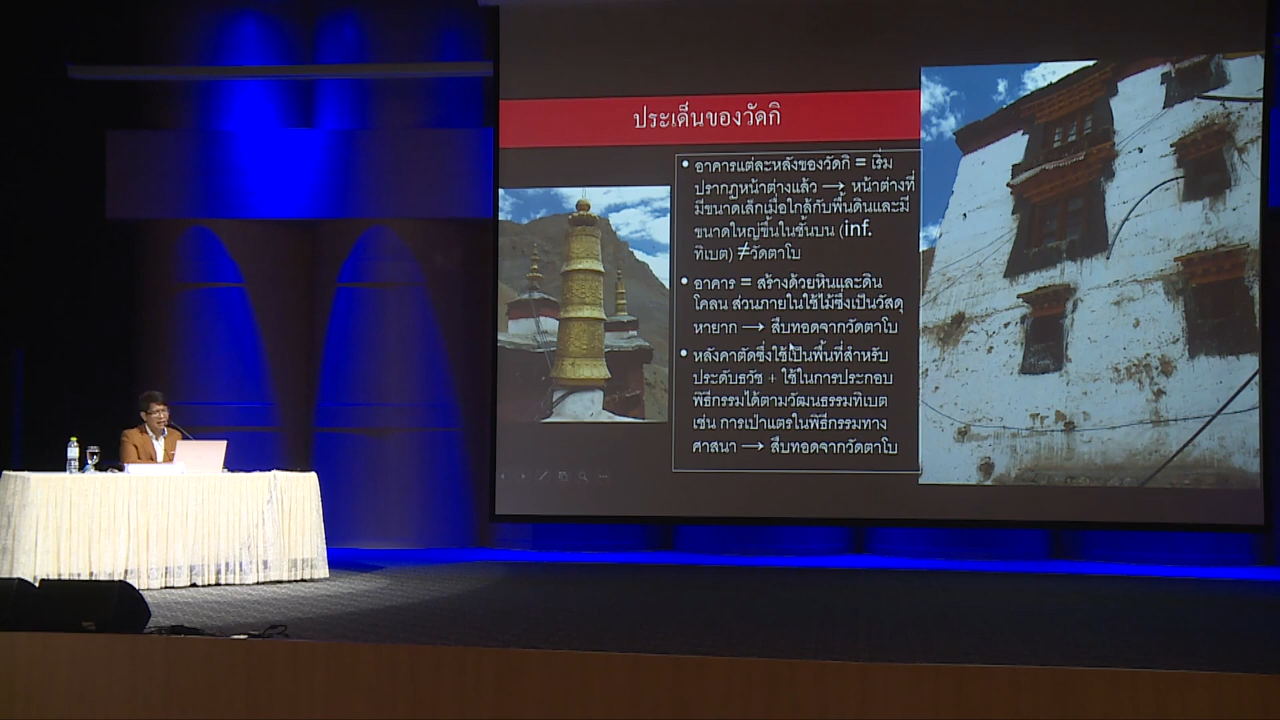 ประเด็นของวัดกิ
• อาคารแต่ละหลังของวัดกิ = เริ่ม
ปรากฏหน้าต่างแล้ว → หน้าต่างที่
มีขนาดเล็กเมื่อใกล้กับพื้นดินและมี
ขนาดใหญ่ขึ้นในชั้นบน (inf.
ทิเบต) ≠วัดตาโบ
• อาคาร = สร้างด้วยหินและดิน
โคลน ส่วนภายในใช้ไม้ซึ่งเป็นวัสดุ
หายาก → สืบทอดจากวัดตาโบ
• หลังคาตัดซึ่งใช้เป็นพื้นที่สำหรับ
ประดับธวัช + ใช้ในการประกอบ
พิธีกรรมได้ตามวัฒนธรรมทิเบต
เช่น การเป่าแตรในพิธีกรรมทาง
ศาสนา → สืบทอดจากวัดตาโบ